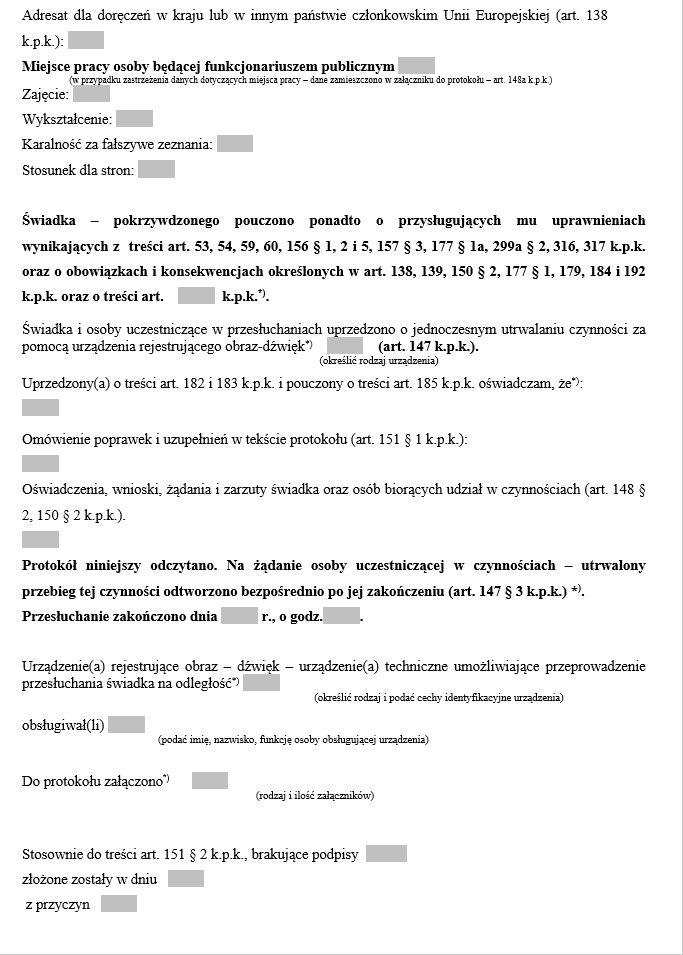 Adresat dla doręczeń w kraju lub w innym państwie członkowskim Unii Europejskiej (art. 138
k.p.k.):
Miejsce pracy osoby będącej funkcjonariuszem publicznym
(w przypadku zastrzeżenia danych dotyczących miejsca pracy – dane zamieszczono w załączniku do protokołu – art. 148a k.p.k.)
Zajęcie:
Wykształcenie:
Karalność za fałszywe zeznania:
Stosunek dla stron:
Świadka – pokrzywdzonego pouczono ponadto o przysługujących mu uprawnieniach
wynikających z treści art. 53, 54, 59, 60, 156 § 1, 2 i 5, 157 § 3, 177 § 1a, 299a § 2, 316, 317 k.p.k.
oraz o obowiązkach i konsekwencjach określonych w art. 138, 139, 150 § 2, 177 § 1, 179, 184 i 192
k.p.k. oraz o treści art. k.p.k.*).
Świadka i osoby uczestniczące w przesłuchaniach uprzedzono o jednoczesnym utrwalaniu czynności za
pomocą urządzenia rejestrującego obraz-dźwięk*) (art. 147 k.p.k.).
(określić rodzaj urządzenia)
Uprzedzony(a) o treści art. 182 i 183 k.p.k. i pouczony o treści art. 185 k.p.k. oświadczam, że*):
Omówienie poprawek i uzupełnień w tekście protokołu (art. 151 § 1 k.p.k.):
Oświadczenia, wnioski, żądania i zarzuty świadka oraz osób biorących udział w czynnościach (art. 148 §
2, 150 § 2 k.p.k.).
Protokół niniejszy odczytano. Na żądanie osoby uczestniczącej w czynnościach – utrwalony
przebieg tej czynności odtworzono bezpośrednio po jej zakończeniu (art. 147 § 3 k.p.k.) *).
Przesłuchanie zakończono dnia r., o godz. .
Urządzenie(a) rejestrujące obraz – dźwięk – urządzenie(a) techniczne umożliwiające przeprowadzenie
przesłuchania świadka na odległość*)
(określić rodzaj i podać cechy identyfikacyjne urządzenia)
obsługiwał(li)
(podać imię, nazwisko, funkcję osoby obsługującej urządzenia)
Do protokołu załączono*)
(rodzaj i ilość załączników)
Stosownie do treści art. 151 § 2 k.p.k., brakujące podpisy
złożone zostały w dniu
z przyczyn